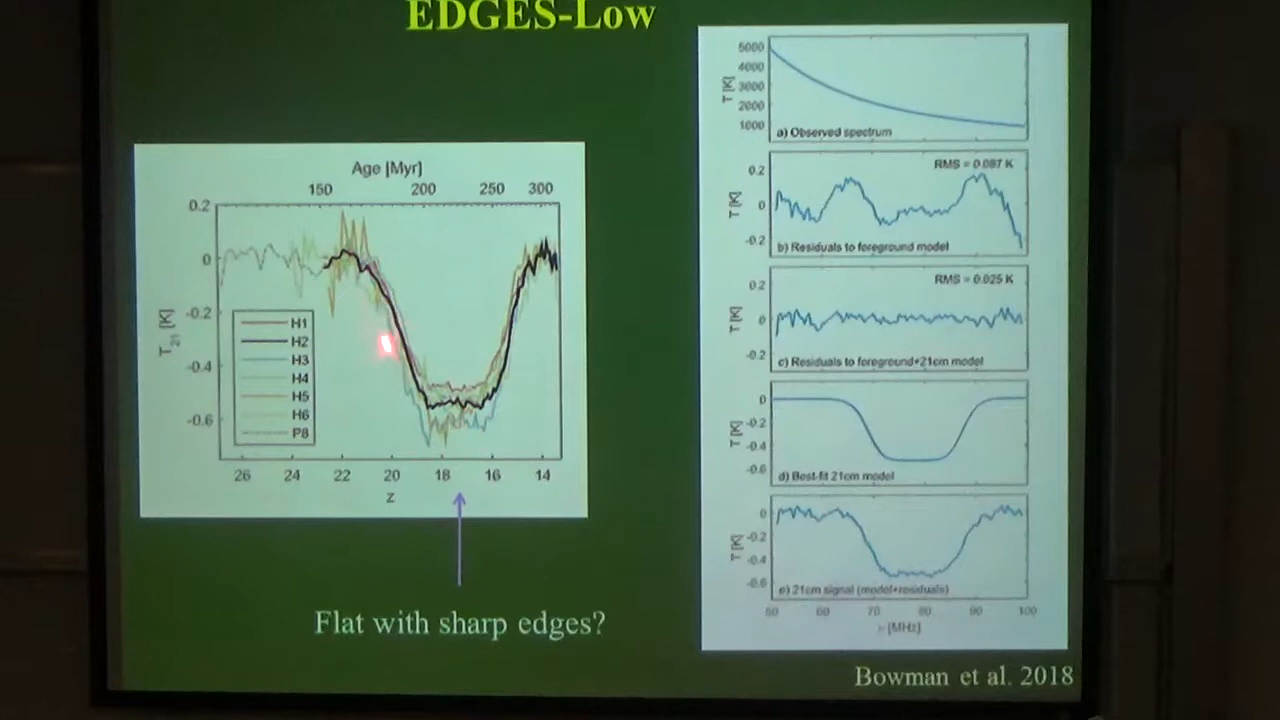 EDGES-Low
Age [Myr]
150 200 250 300
0.2
0
-0.2
-0.4
-0.6
T21 [K]
H1
H2
H3
H4
H5
H6
P8
26 24 22 20 18 16 14
z
Flat with sharp edges?
5000
4000
3000
2000
1000
T [K]
a) Observed spectrum
RMS = 0.087 K
0.2
0
-0.2
T [K]
b) Residuals to foreground model
RMS = 0.025 K
0.2
0
-0.2
T [K]
c) Residuals to foreground+21cm model
0
-0.2
-0.4
-0.6
T [K]
d) Best-fit 21cm model
0
-0.2
-0.4
-0.6
T [K]
e) 21cm signal (model+residuals)
60 70 80 90 100
ν [MHz]
Bowman et al. 2018